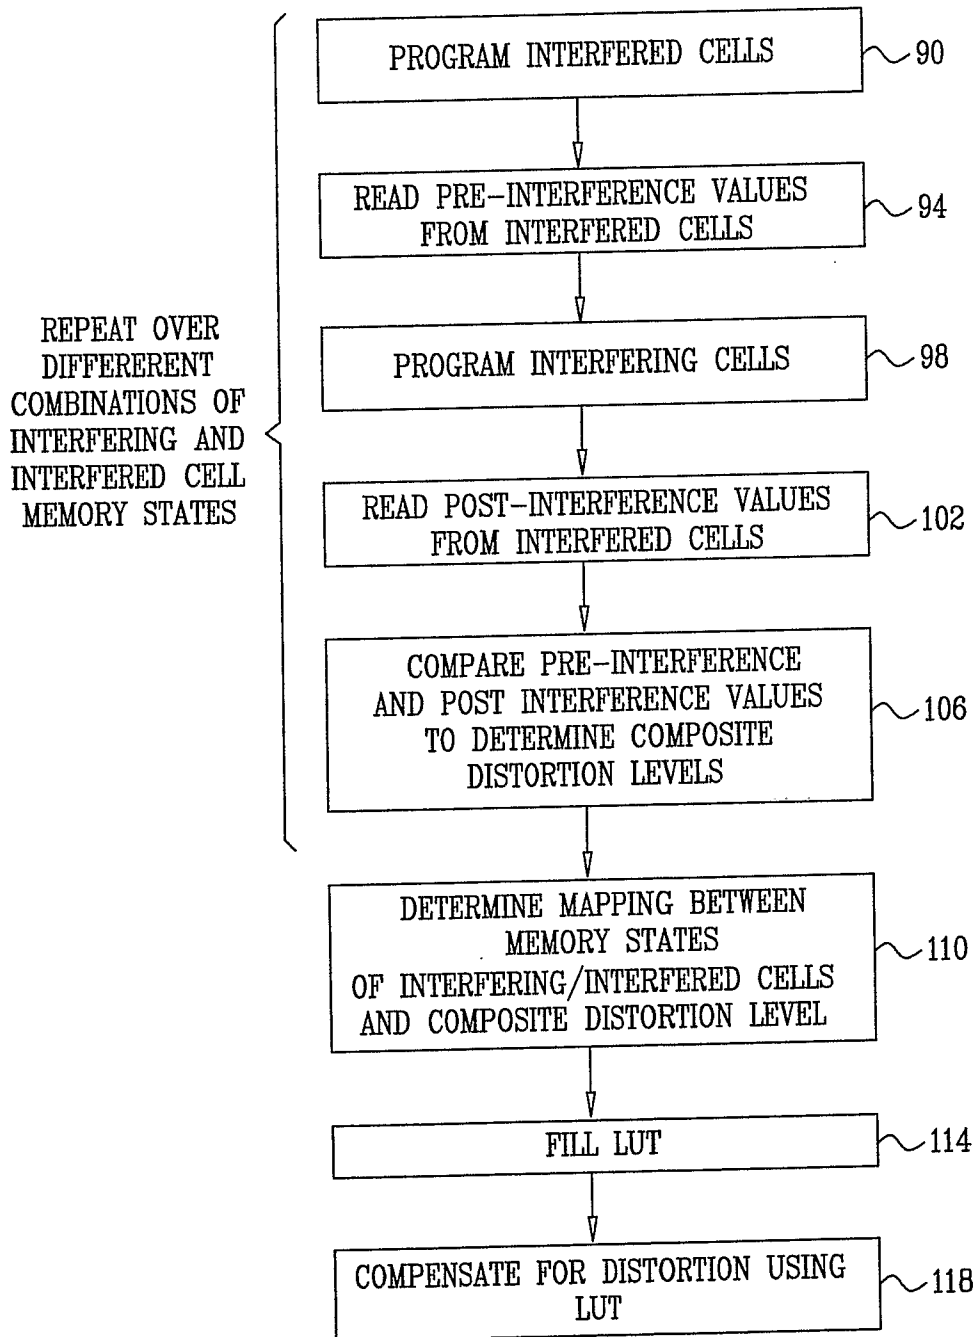 PROGRAM INTERFERED CELLS
90
READ PRE-INTERFERENCE VALUES
FROM INTERFERED CELLS
94
REPEAT OVER
DIFFERERENT
COMBINATIONS OF
INTERFERING AND
INTERFERED CELL
MEMORY STATES
PROGRAM INTERFERING CELLS
98
READ POST-INTERFERENCE VALUES
FROM INTERFERED CELLS
102
COMPARE PRE-INTERFERENCE
AND POST INTERFERENCE VALUES
TO DETERMINE COMPOSITE
DISTORTION LEVELS
106
DETERMINE MAPPING BETWEEN
MEMORY STATES
OF INTERFERING/INTERFERED CELLS
AND COMPOSITE DISTORTION LEVEL
110
FILL LUT
114
COMPENSATE FOR DISTORTION USING
LUT
118